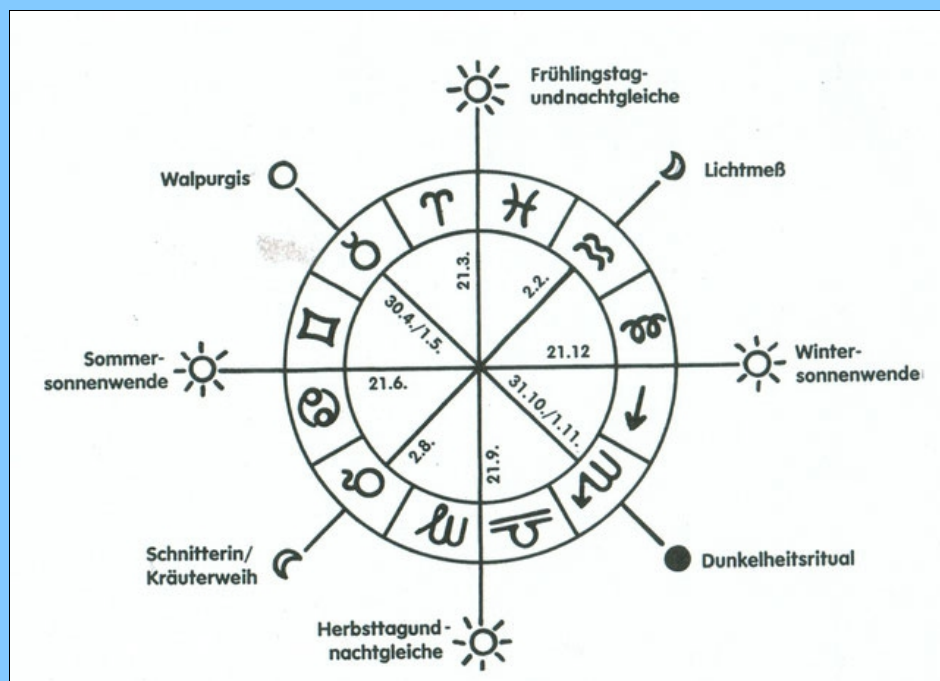 Frühlingstag-
undnachtgleiche
Walpurgis
Lichtmeß
21.3.
2.2.
30.4./1.5.
Sommer-
sonnenwende
21.12
Winter-
sonnenwende
21.6.
31.10./1.11.
2.8.
21.9.
Schnitterin/
Kräuterweih
Dunkelheitsritual
Herbsttagund-
nachtgleiche